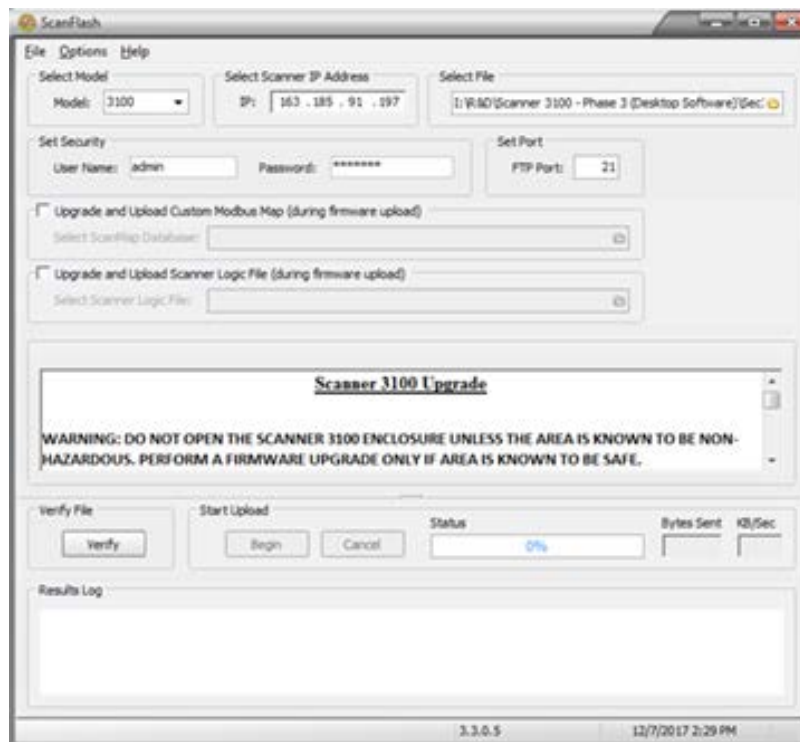 ScanFlash
File Options Help
Select Model
Model: 3100
Select Scanner IP Address
IP: 163 . 185 . 91 . 197
Select File
I:\R&D\Scanner 3100 - Phase 3 (Desktop Software)\Sec
Set Security
User Name: admin
Password: *******
Set Port
FTP Port: 21
Upgrade and Upload Custom Modbus Map (during firmware upload)
Select ScanMap Database:
Upgrade and Upload Scanner Logic File (during firmware upload)
Select Scanner Logic File:
Scanner 3100 Upgrade
WARNING: DO NOT OPEN THE SCANNER 3100 ENCLOSURE UNLESS THE AREA IS KNOWN TO BE NON-
HAZARDOUS. PERFORM A FIRMWARE UPGRADE ONLY IF AREA IS KNOWN TO BE SAFE.
Verify File
Verify
Start Upload
Begin Cancel
Status
0%
Bytes Sent KB/Sec
Results Log
3.3.0.5 12/7/2017 2:29 PM